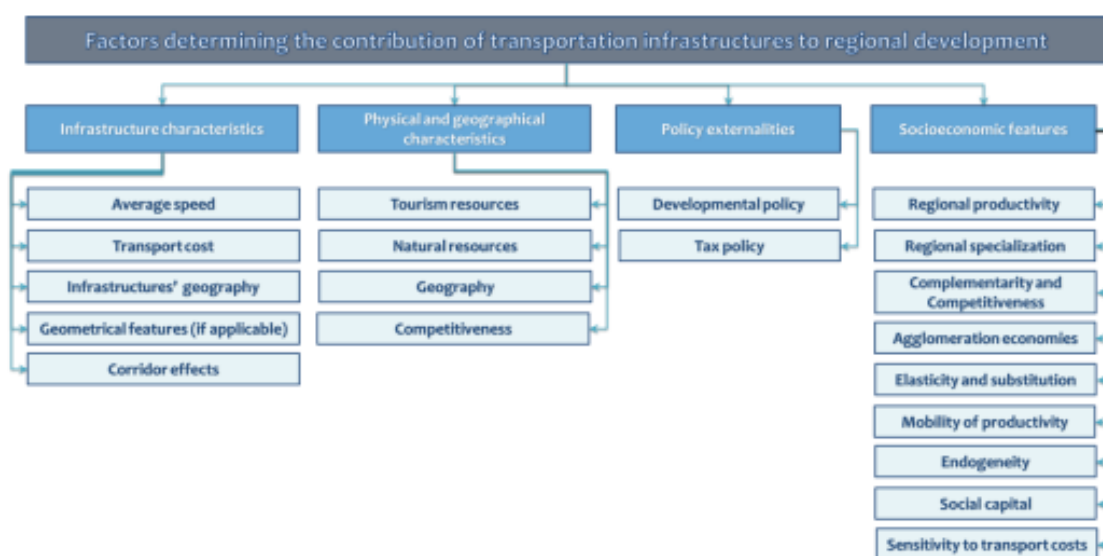 Factors determining the contribution of transportation infrastructures to regional development
Infrastructure characteristics
Physical and geographical
characteristics
Policy externalities
Socioeconomic features
Average speed
Transport cost
Infrastructures' geography
Geometrical features (if applicable)
Corridor effects
Tourism resources
Natural resources
Geography
Competitiveness
Developmental policy
Tax policy
Regional productivity
Regional specialization
Complementarity and
Competitiveness
Agglomeration economies
Elasticity and substitution
Mobility of productivity
Endogeneity
Social capital
Sensitivity to transport costs